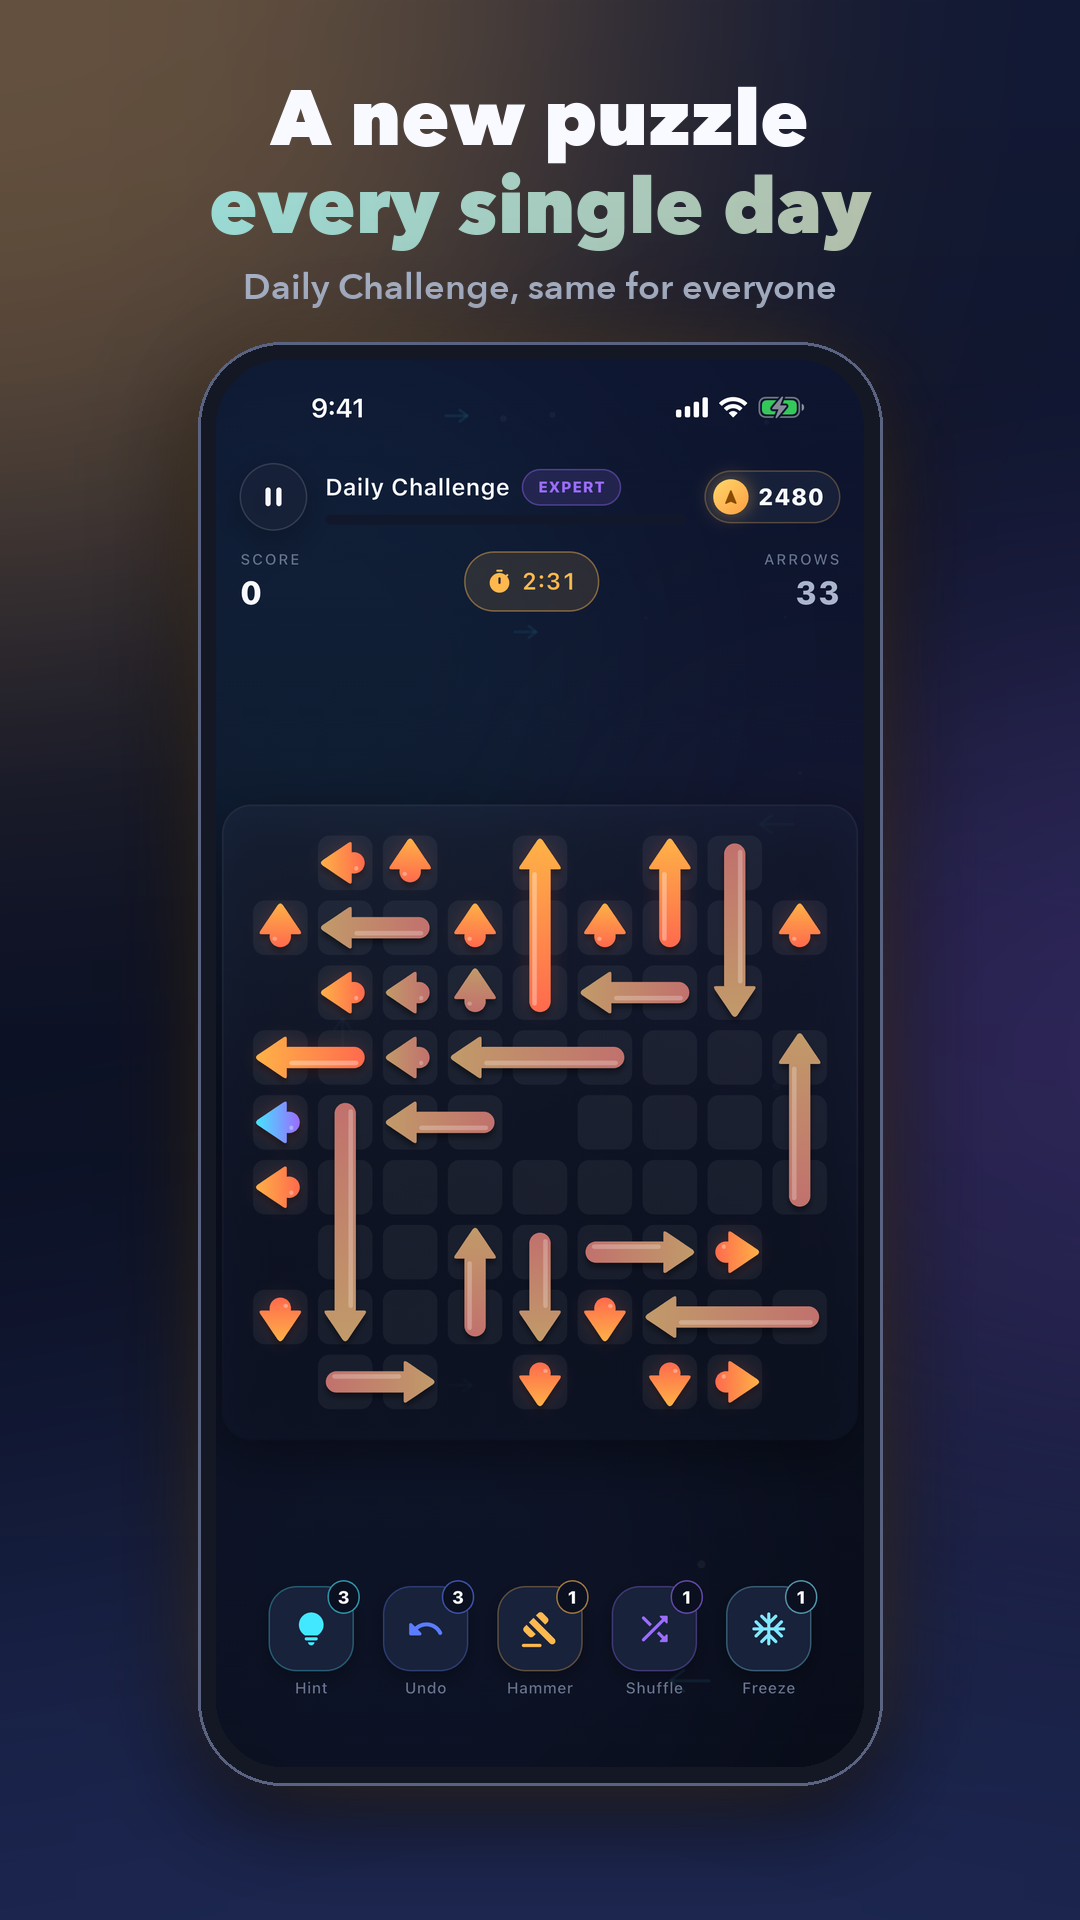 A new puzzle
every single day
Daily Challenge, same for everyone
9:41
Daily Challenge EXPERT 2480
SCORE
0
2:31
ARROWS
33
3 3 1 1 1
Hint Undo Hammer Shuffle Freeze